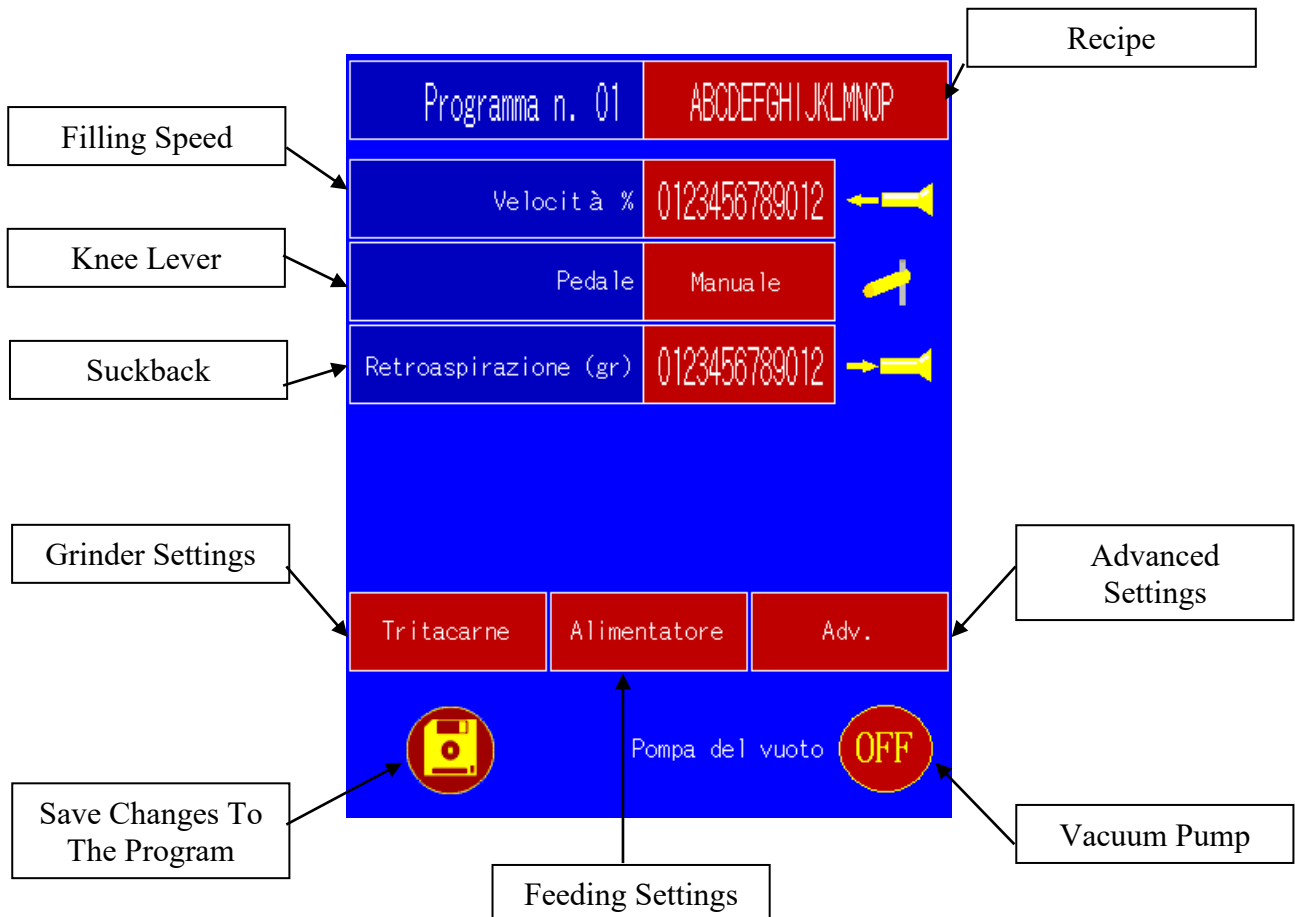 Recipe
Programma n. 01
ABCDEFGHIJKLMNOP
Filling Speed
Velocità %
0123456789012
Knee Lever
Pedale
Manuale
Suckback
Retroaspirazione (gr)
0123456789012
Grinder Settings
Advanced
Settings
Tritacarne
Alimentatore
Adv.
Pompa del vuoto
OFF
Save Changes To
The Program
Vacuum Pump
Feeding Settings